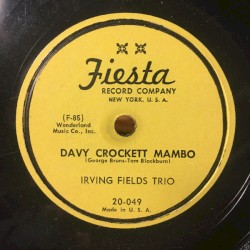 Fiesta
RECORD COMPANY
NEW YORK, U. S. A.
(F-85)
Wonderland
Music Co., Inc.
DAVY CROCKETT MAMBO
(George Bruns-Tom Blackburn)
IRVING FIELDS TRIO
20-049
Made in U. S. A.